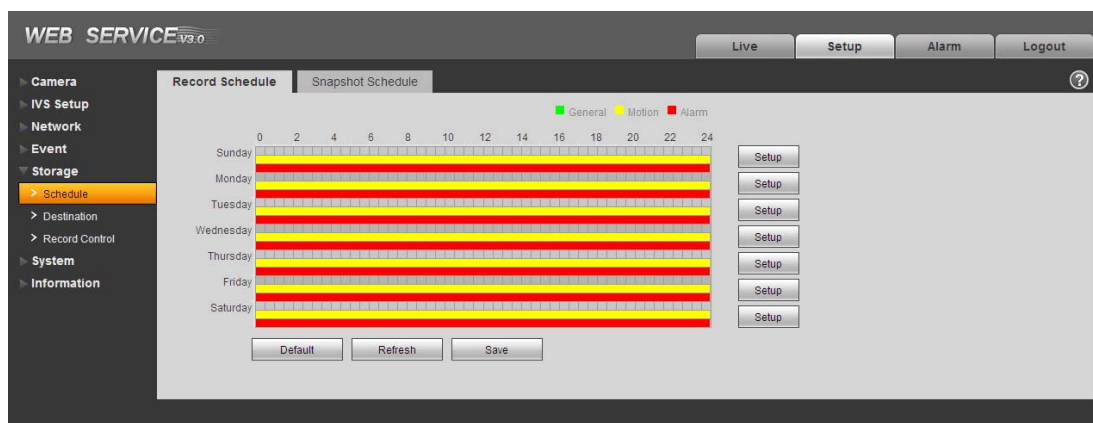 WEB SERVICE V3.0
Live Setup Alarm Logout
Camera
IVS Setup
Network
Event
Storage
> Schedule
> Destination
> Record Control
System
Information
Record Schedule Snapshot Schedule ?
General Motion Alarm
0 2 4 6 8 10 12 14 16 18 20 22 24
Sunday Setup
Monday Setup
Tuesday Setup
Wednesday Setup
Thursday Setup
Friday Setup
Saturday Setup
Default Refresh Save